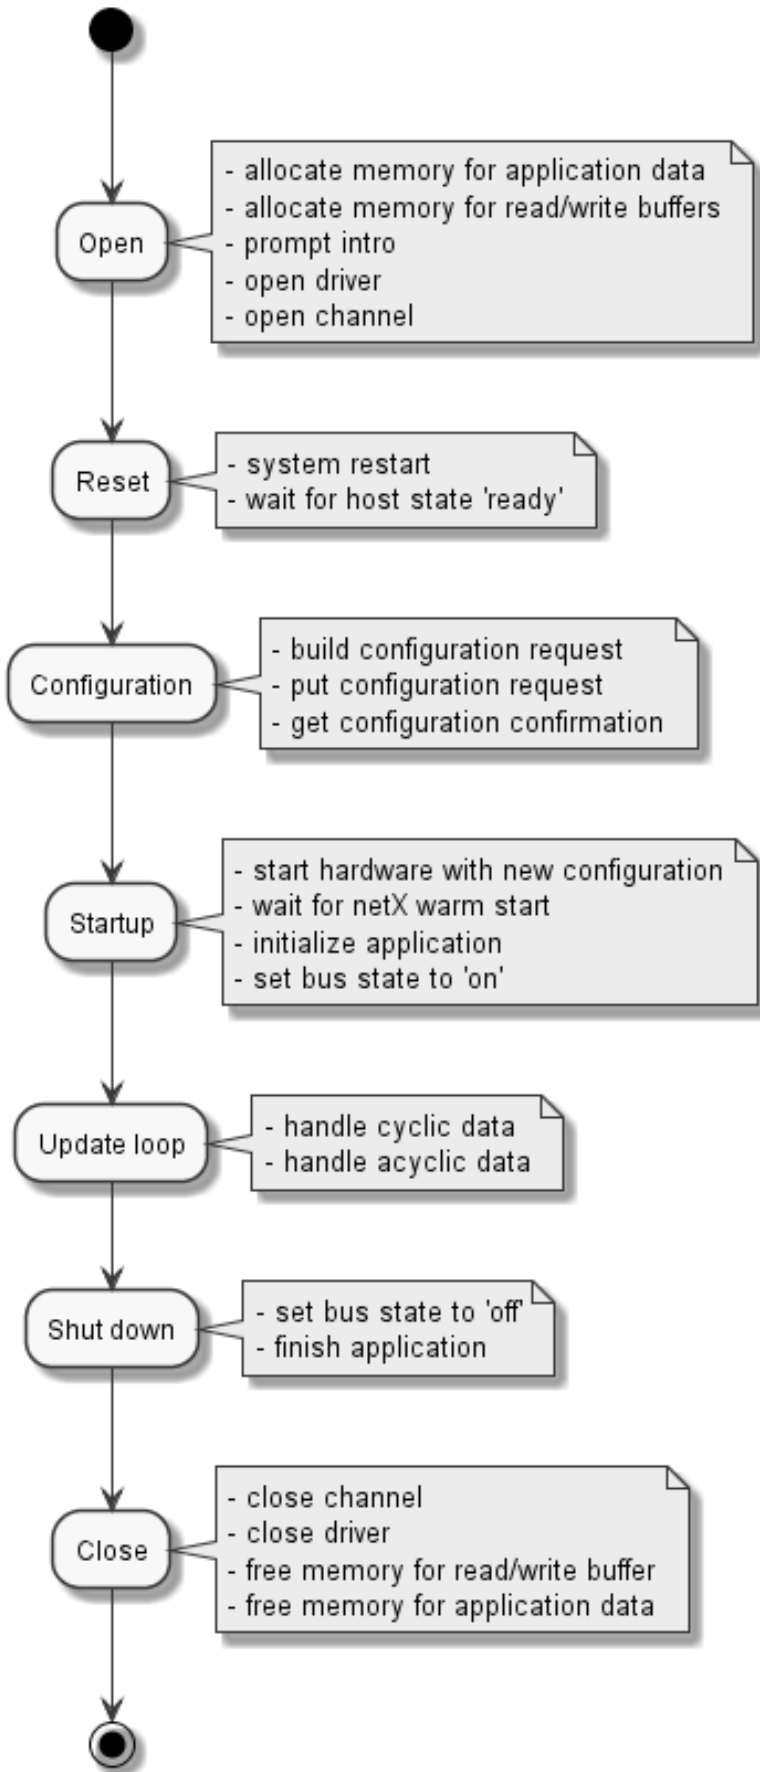 Open
- allocate memory for application data
- allocate memory for read/write buffers
- prompt intro
- open driver
- open channel
Reset
- system restart
- wait for host state 'ready'
Configuration
- build configuration request
- put configuration request
- get configuration confirmation
Startup
- start hardware with new configuration
- wait for netX warm start
- initialize application
- set bus state to 'on'
Update loop
- handle cyclic data
- handle acyclic data
Shut down
- set bus state to 'off'
- finish application
Close
- close channel
- close driver
- free memory for read/write buffer
- free memory for application data